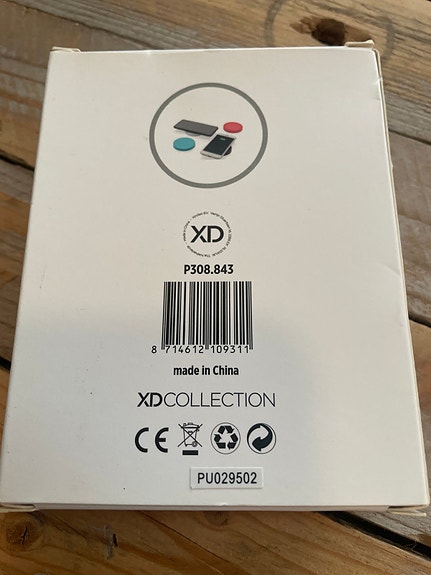 XD
P308.843
8 714612 109311
made in China
XDCOLLECTION
CE
PU029502